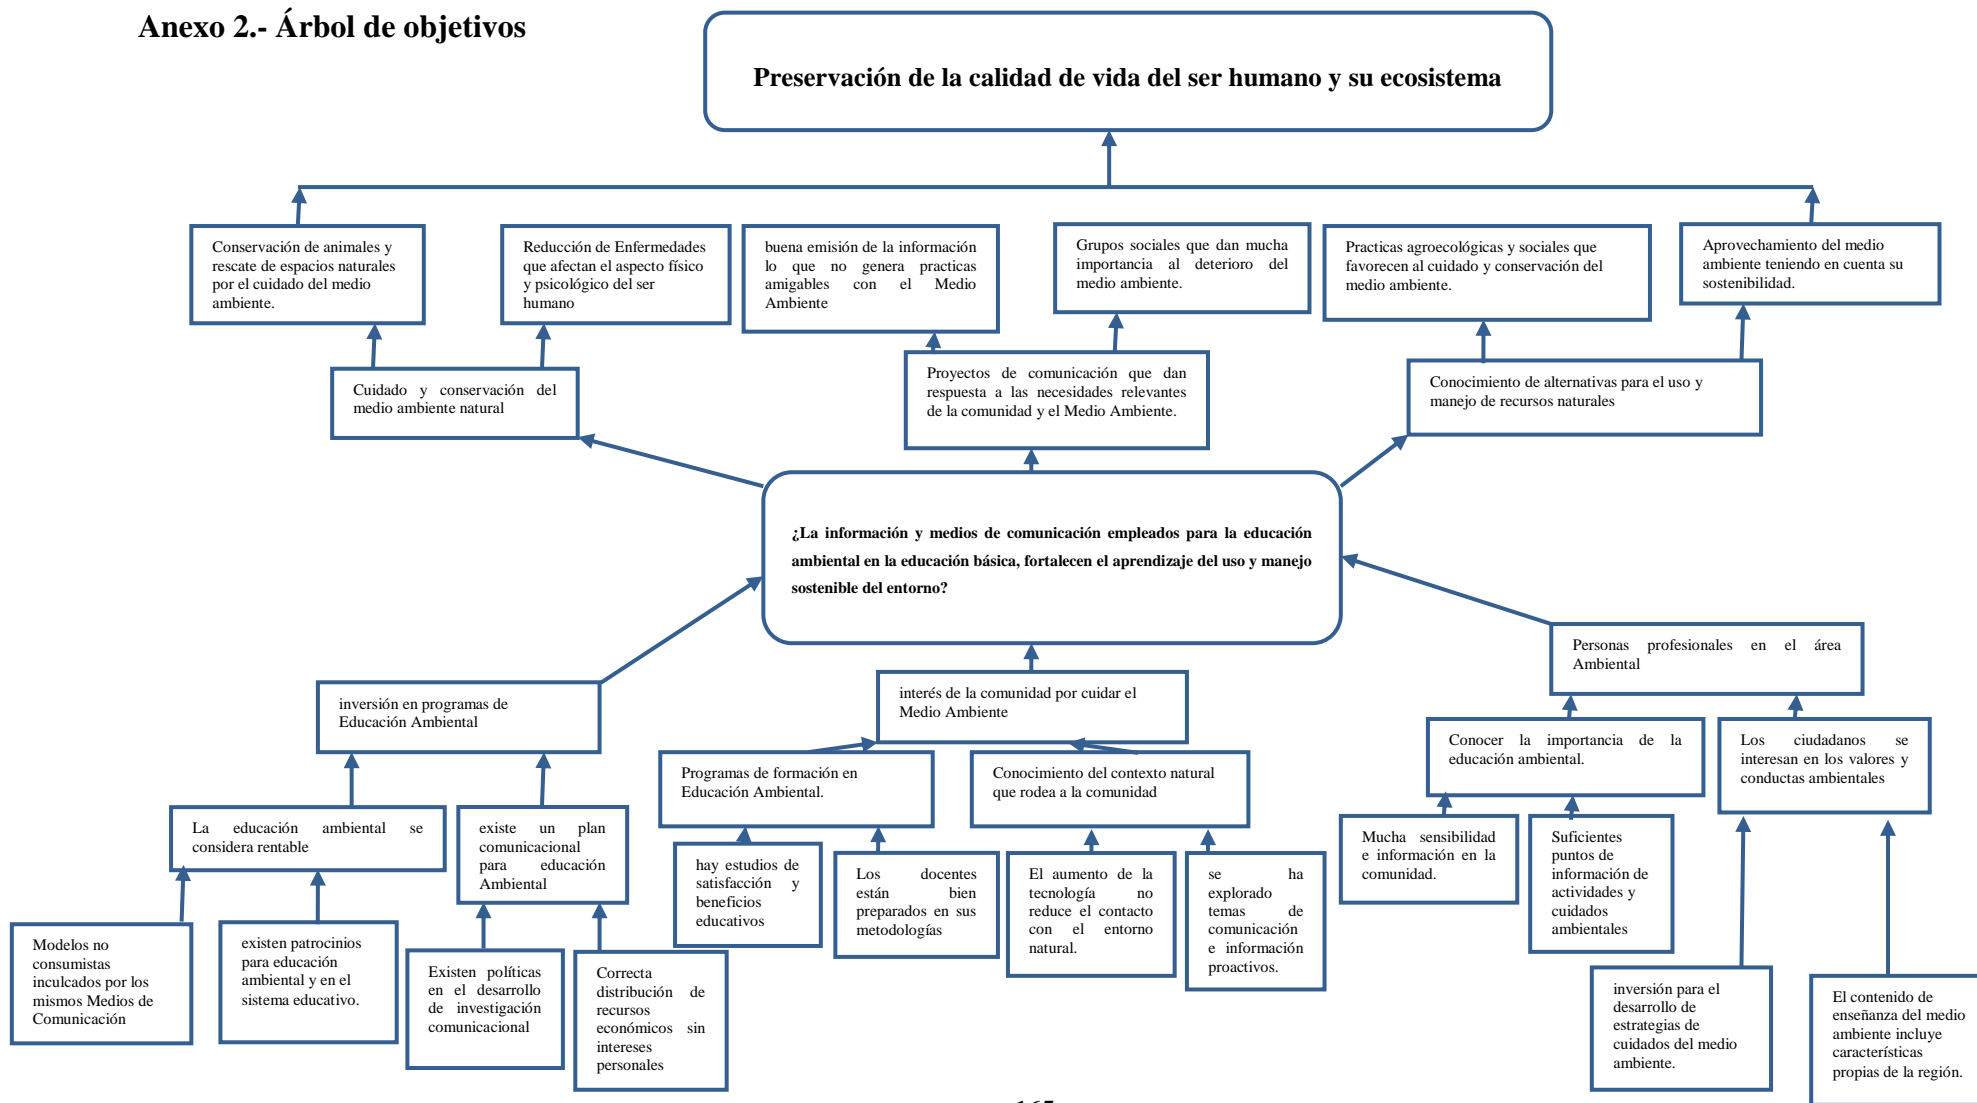 Anexo 2.- Árbol de objetivos
Preservación de la calidad de vida del ser humano y su ecosistema
Conservación de animales y
rescate de espacios naturales
por el cuidado del medio
ambiente.
Reducción de Enfermedades
que afectan el aspecto físico
y psicológico del ser
humano
buena emisión de la información
lo que no genera practicas
amigables con el Medio
Ambiente
Grupos sociales que dan mucha
importancia al deterioro del
medio ambiente.
Practicas agroecológicas y sociales que
favorecen al cuidado y conservación del
medio ambiente.
Aprovechamiento del medio
ambiente teniendo en cuenta su
sostenibilidad.
Cuidado y conservación del
medio ambiente natural
Proyectos de comunicación que dan
respuesta a las necesidades relevantes
de la comunidad y el Medio Ambiente.
Conocimiento de alternativas para el uso y
manejo de recursos naturales
¿La información y medios de comunicación empleados para la educación
ambiental en la educación básica, fortalecen el aprendizaje del uso y manejo
sostenible del entorno?
inversión en programas de
Educación Ambiental
interés de la comunidad por cuidar el
Medio Ambiente
Personas profesionales en el área
Ambiental
La educación ambiental se
considera rentable
existe un plan
comunicacional
para educación
Ambiental
Programas de formación en
Educación Ambiental.
Conocimiento del contexto natural
que rodea a la comunidad
Conocer la importancia de la
educación ambiental.
Los ciudadanos se
interesan en los valores y
conductas ambientales
Modelos no
consumistas
inculcados por los
mismos Medios de
Comunicación
existen patrocinios
para educación
ambiental y en el
sistema educativo.
Existen políticas
en el desarrollo
de investigación
comunicacional
Correcta
distribución de
recursos
económicos sin
intereses
personales
hay estudios de
satisfacción y
beneficios
educativos
Los docentes
están bien
preparados en sus
metodologías
El aumento de la
tecnología no
reduce el contacto
con el entorno
natural.
se ha
explorado
temas de
comunicación
e información
proactivos.
Mucha sensibilidad
e información en la
comunidad.
Suficientes
puntos de
información de
actividades y
cuidados
ambientales
inversión para el
desarrollo de
estrategias de
cuidados del medio
ambiente.
El contenido de
enseñanza del medio
ambiente incluye
características
propias de la región.